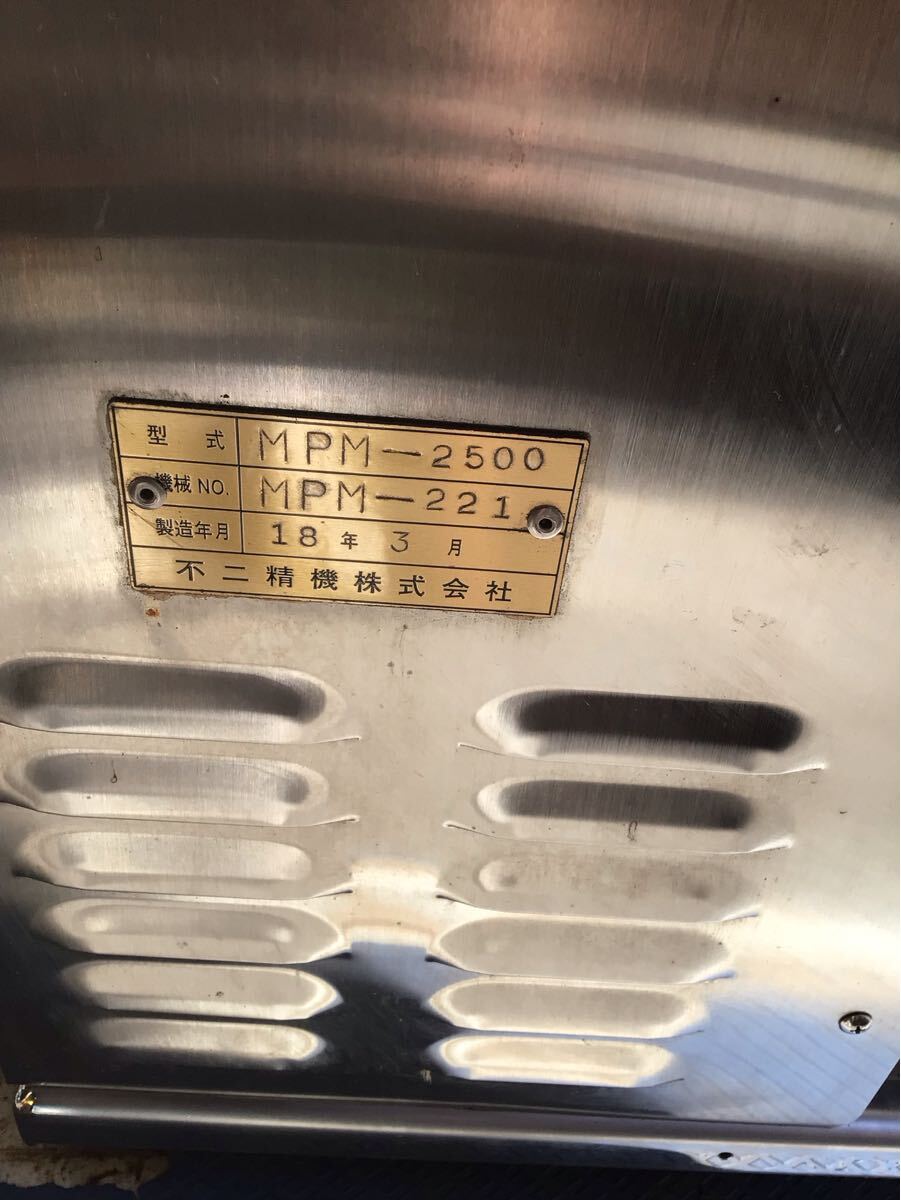 型式 MPM-2500
機械NO. MPM-221
製造年月 18年3月
不二精機株式会社